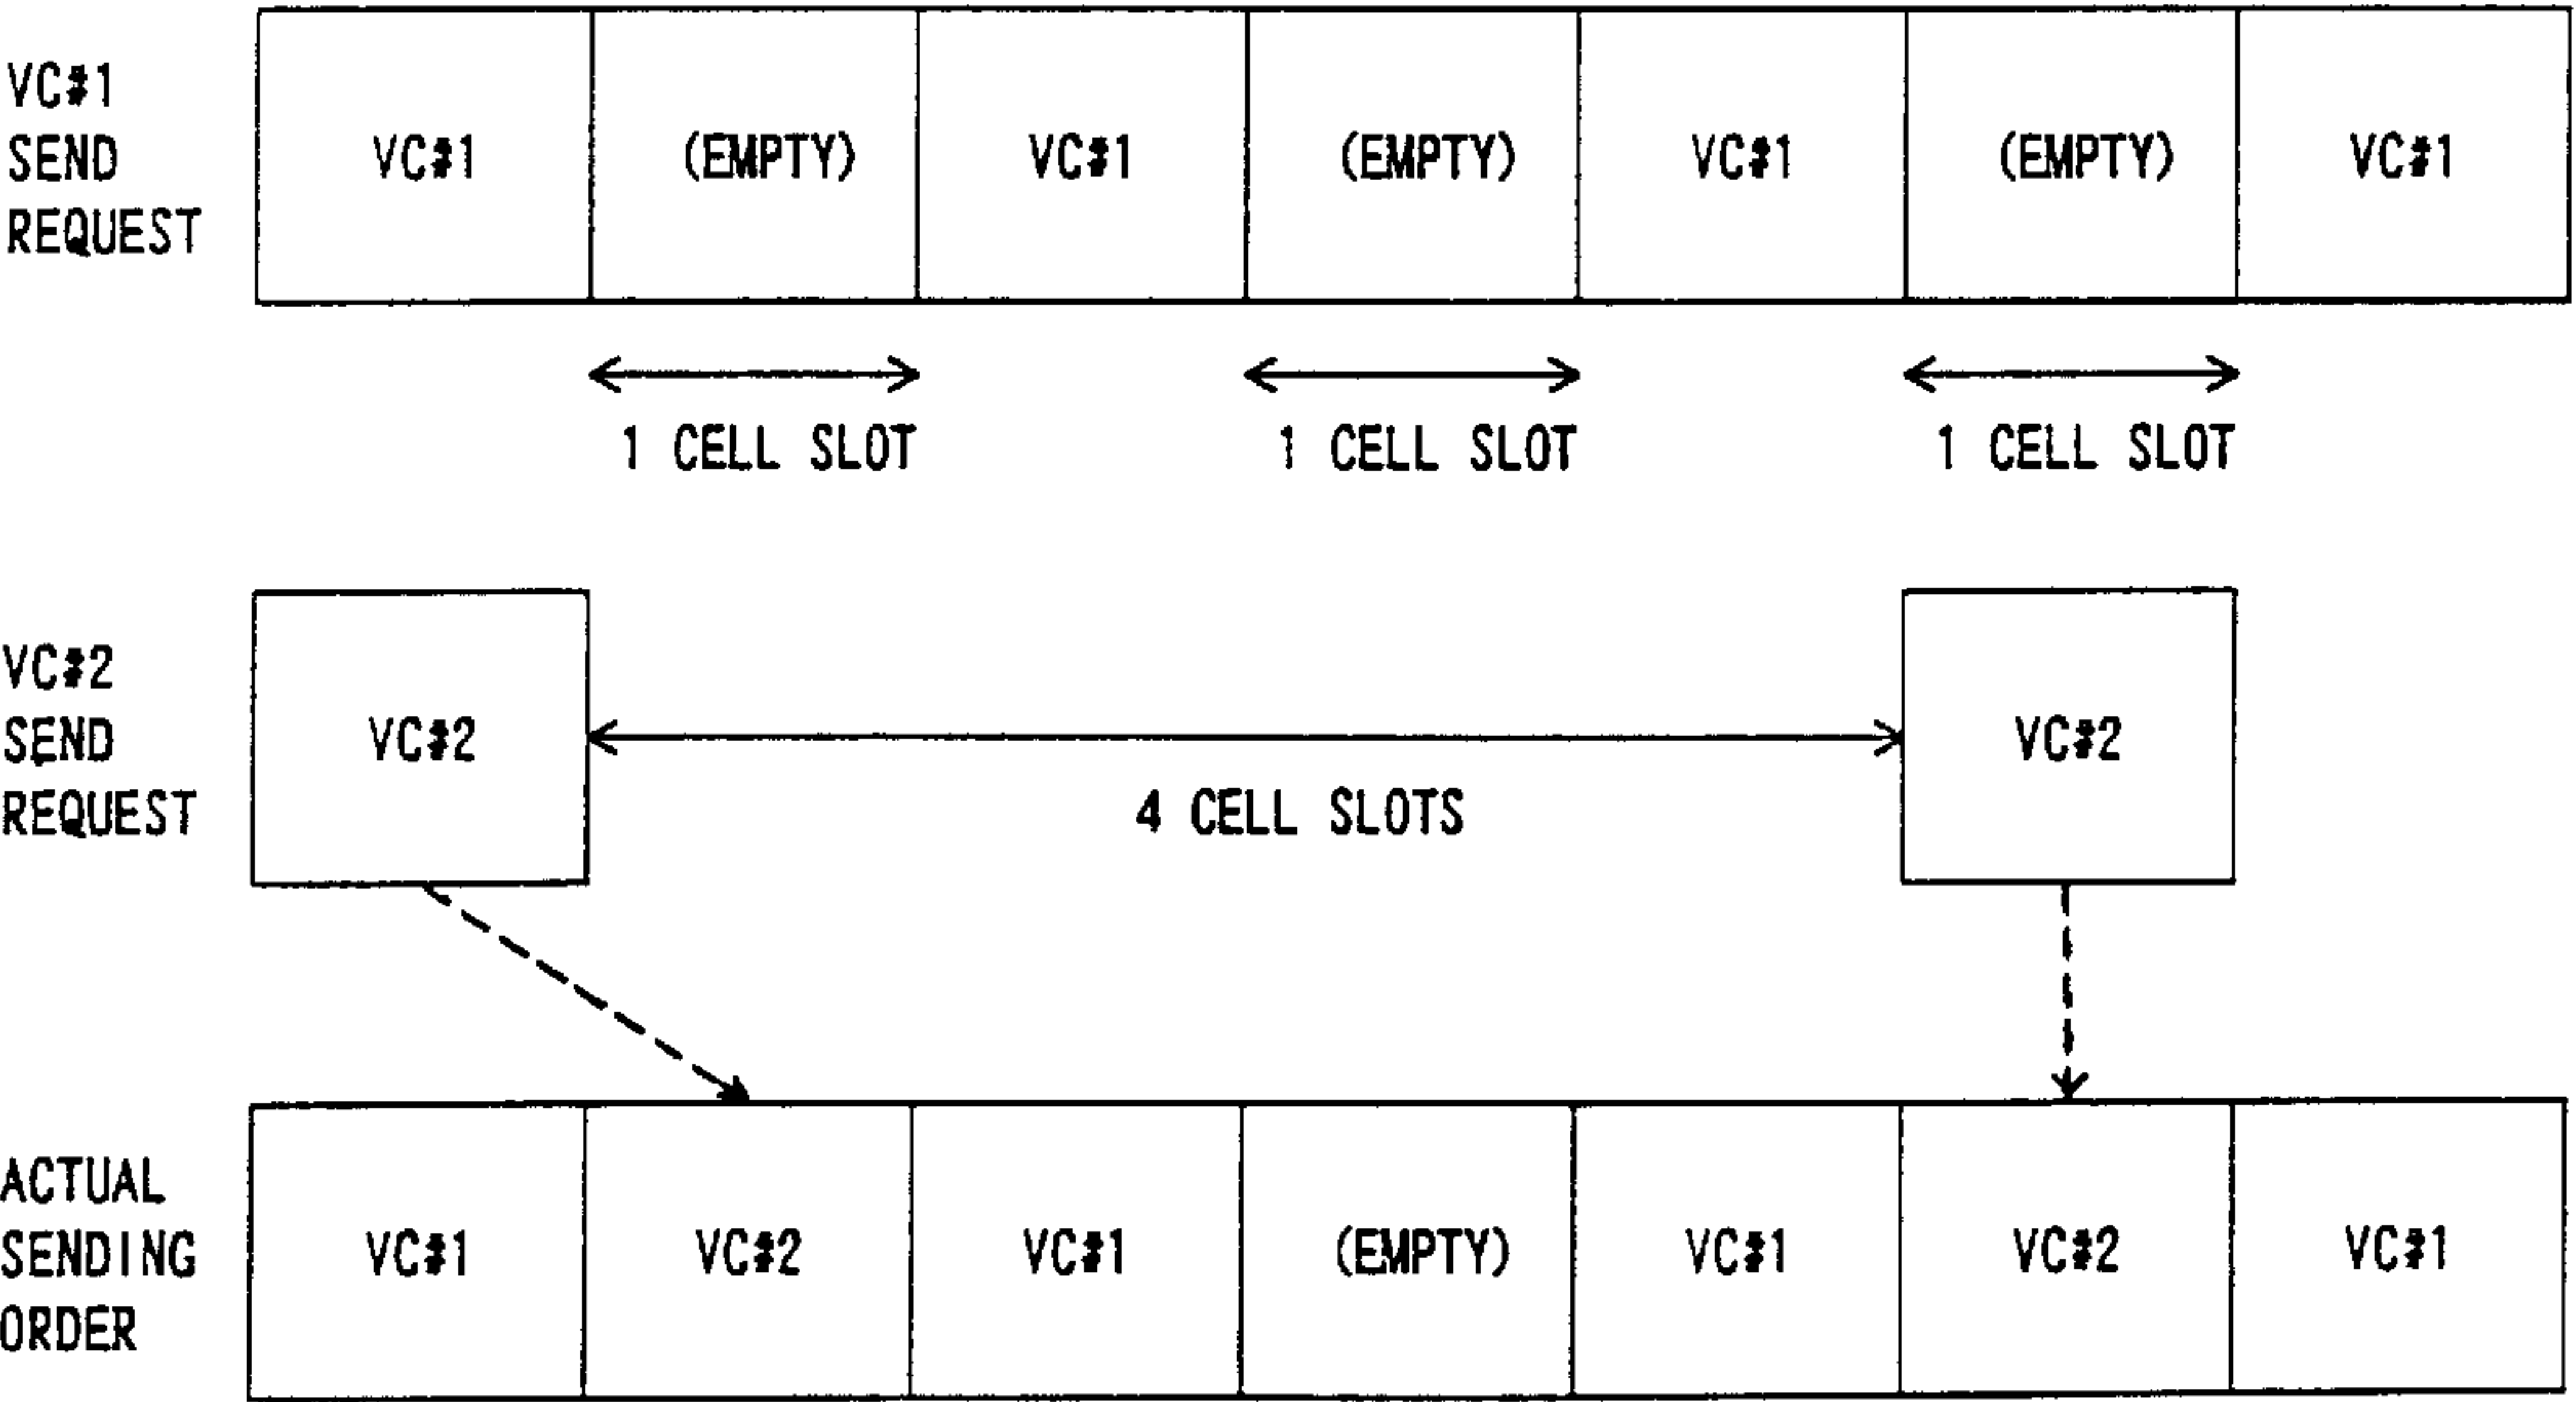 VC#1
SEND
REQUEST
VC#1 (EMPTY) VC#1 (EMPTY) VC#1 (EMPTY) VC#1
1 CELL SLOT 1 CELL SLOT 1 CELL SLOT
VC#2
SEND
REQUEST
VC#2 VC#2
4 CELL SLOTS
ACTUAL
SENDING
ORDER
VC#1 VC#2 VC#1 (EMPTY) VC#1 VC#2 VC#1